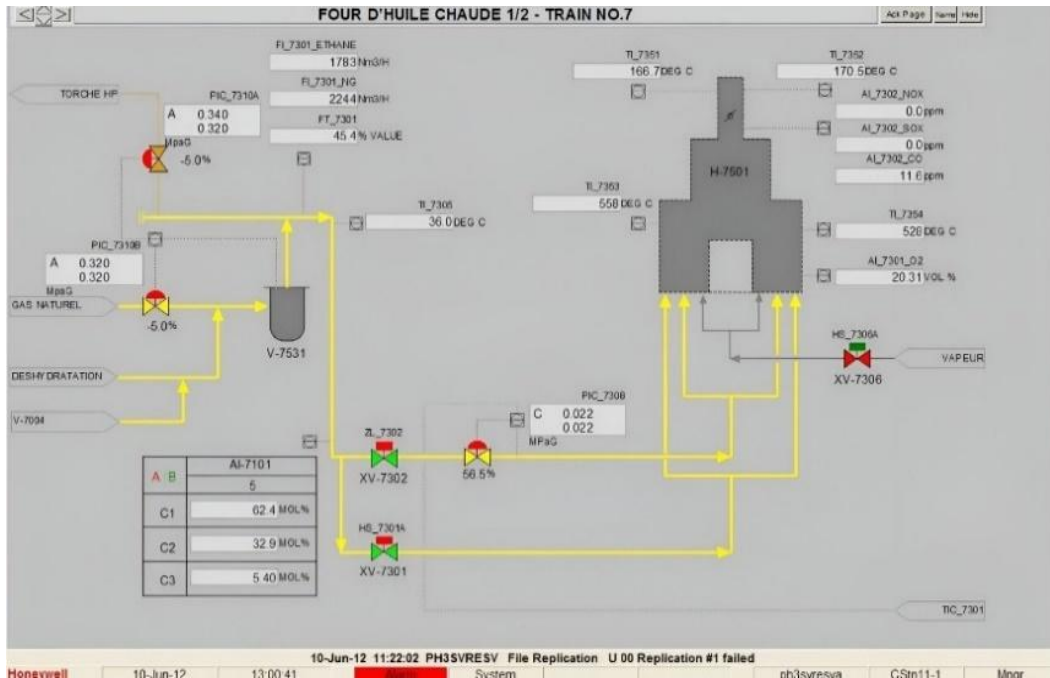 FOUR D'HUILE CHAUDE 1/2 - TRAIN NO.7
Ack Page
Name
Hide
FI_7301_ETHANE
1783 Nm3/H
FI_7301_NG
2244 Nm3/H
FT_7301
45.4 % VALUE
TORCHE HP
PIC_7310A
A 0.340
0.320
MpaG
-5.0%
TI_7351
166.7 DEG C
TI_7352
170.5 DEG C
AI_7302_NOX
0.0 ppm
AI_7302_SOX
0.0 ppm
AI_7302_CO
11.6 ppm
H-7501
TI_7305
36.0 DEG C
TI_7353
558 DEG C
TI_7354
528 DEG C
AI_7301_O2
20.31 VOL %
PIC_7310B
A 0.320
0.320
MpaG
GAS NATUREL
-5.0%
V-7531
DESHYDRATATION
V-7004
HS_7306A
XV-7306
VAPEUR
PIC_7308
C 0.022
0.022
MPaG
ZL_7302
XV-7302
56.5%
HS_7301A
XV-7301
A B
AI-7101
5
C1 62.4 MOL%
C2 32.9 MOL%
C3 5.40 MOL%
TIC_7301
10-Jun-12 11:22:02 PH3SVRESV File Replication U 00 Replication #1 failed
Honeywell 10-Jun-12 13:00:41 Alarm System ph3svresva CStn11-1 Mngr